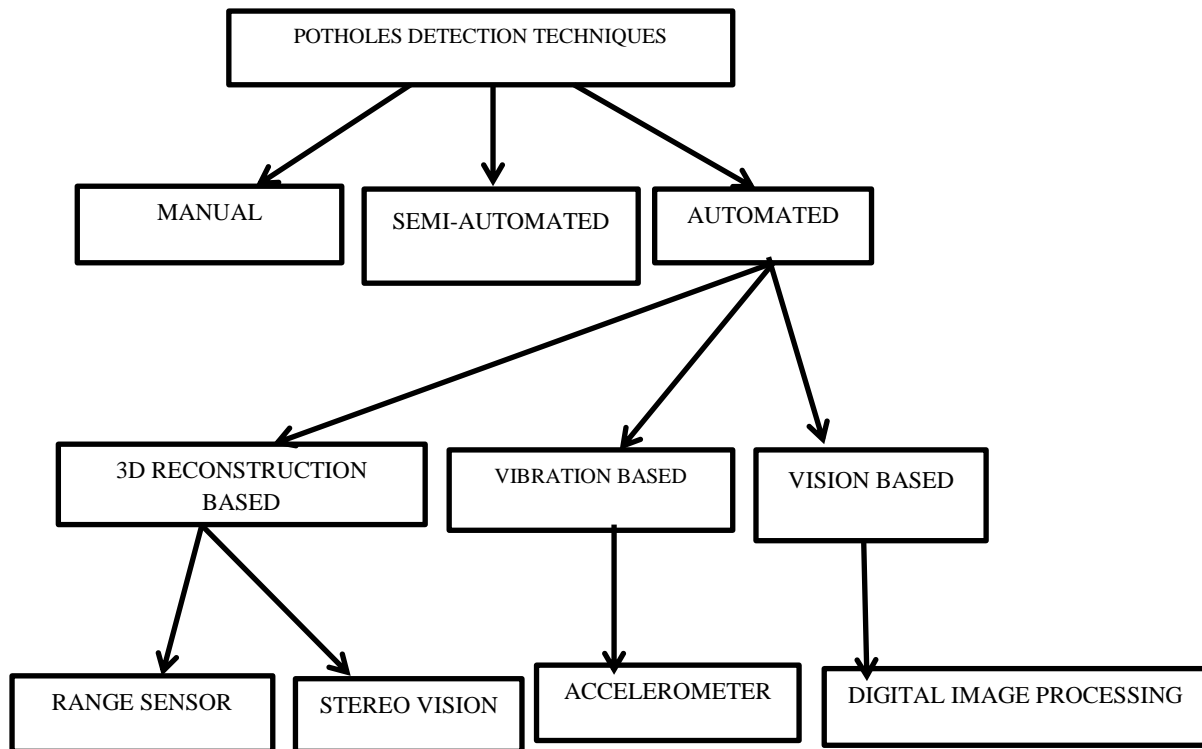 POTHOLES DETECTION TECHNIQUES
MANUAL
SEMI-AUTOMATED
AUTOMATED
3D RECONSTRUCTION
BASED
VIBRATION BASED
VISION BASED
RANGE SENSOR
STEREO VISION
ACCELEROMETER
DIGITAL IMAGE PROCESSING